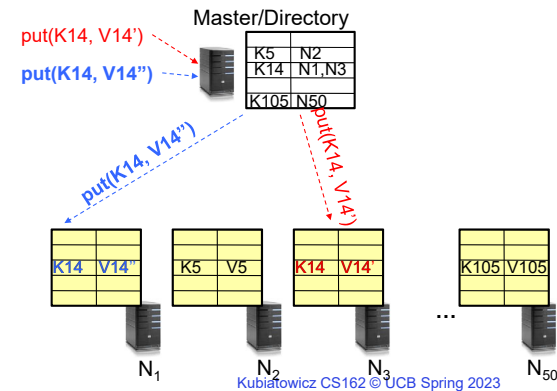 Master/Directory
put(K14, V14’)
put(K14, V14”)
K5 N2
K14 N1,N3
K105 N50
put(K14, V14”)
put(K14, V14’)
K14 V14”
K5 V5
K14 V14’
K105 V105
...
N1
N2
N3
N50
Kubiatowicz CS162 © UCB Spring 2023